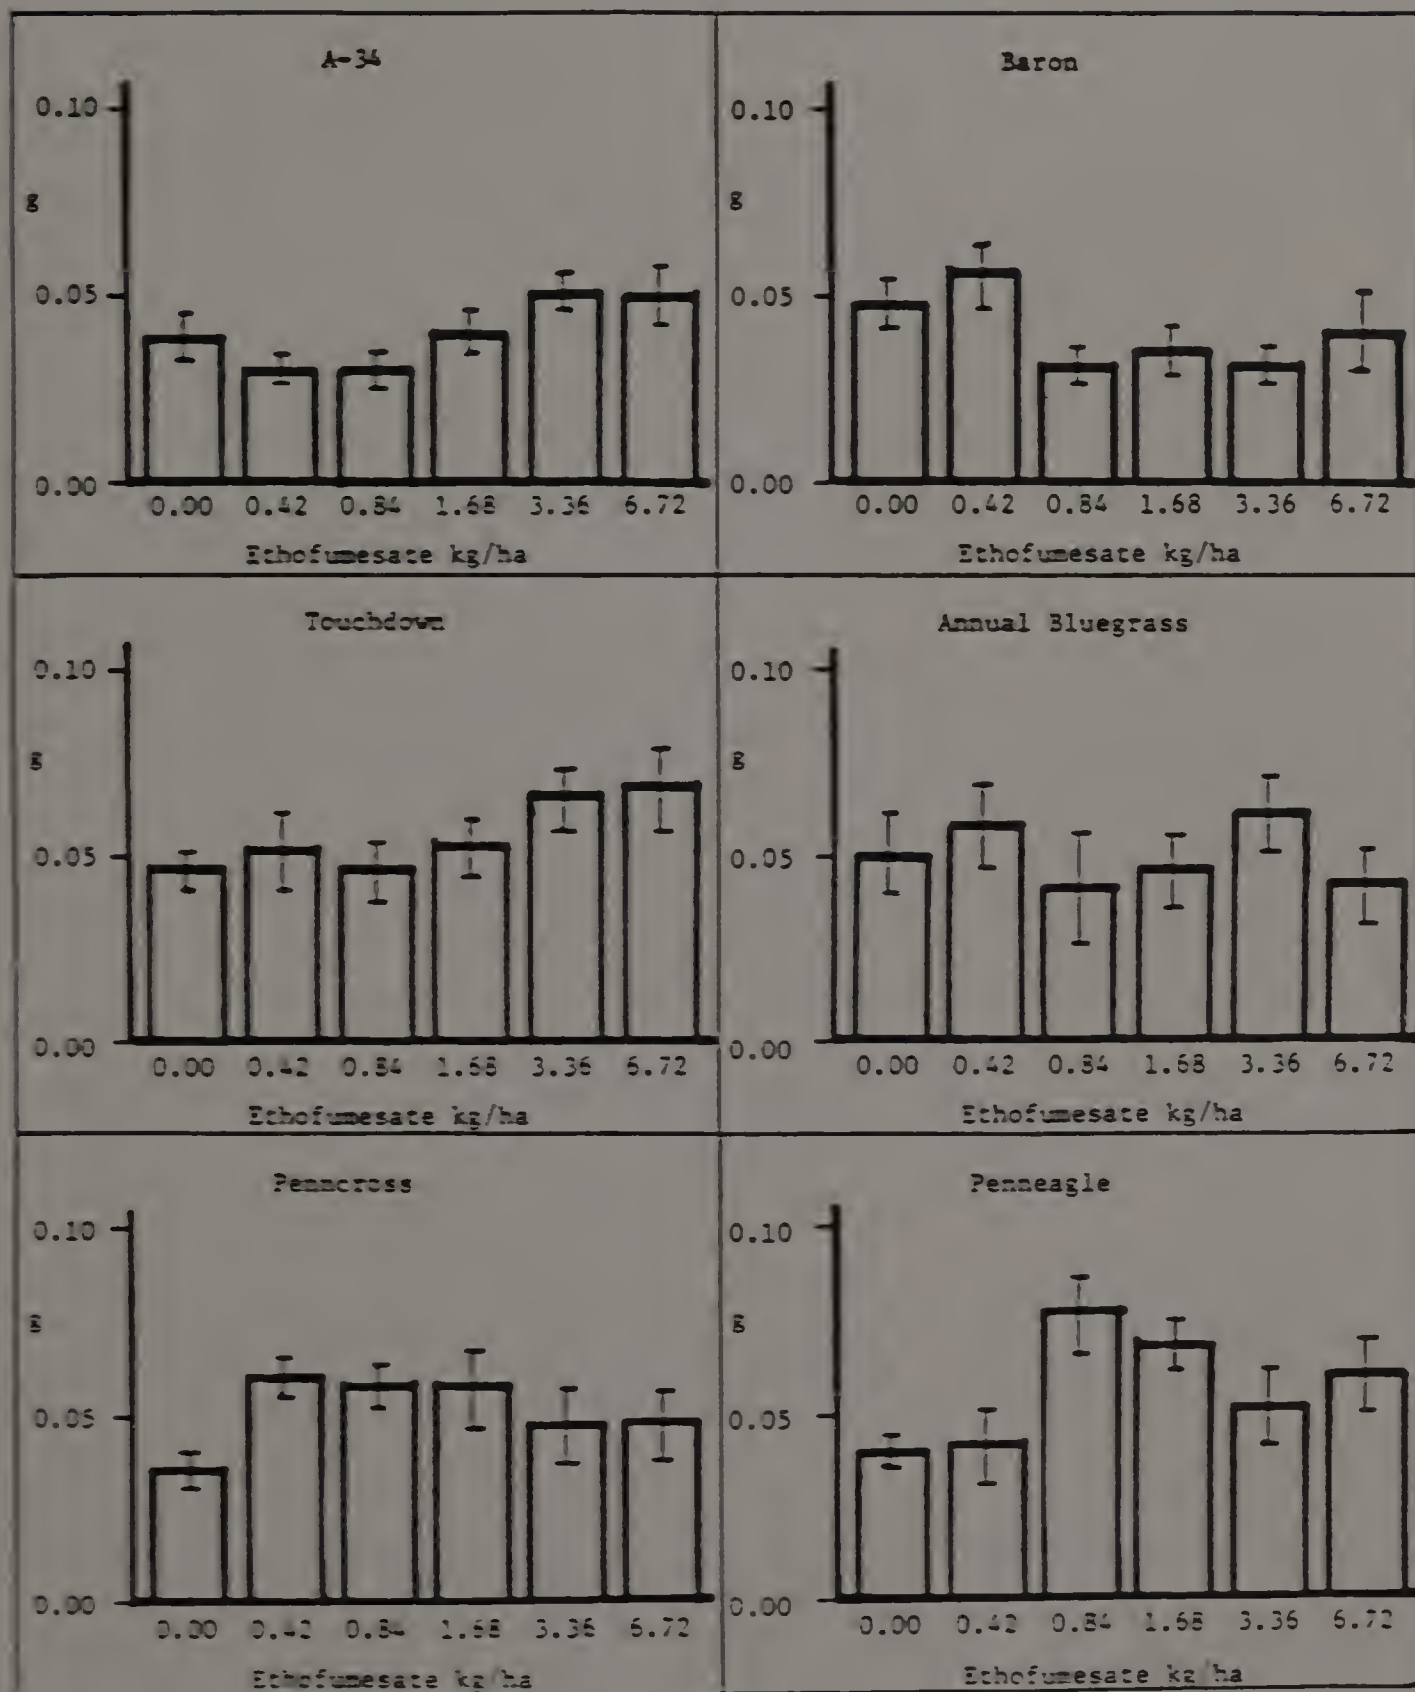 A-34
0.10
g
0.05
0.00
0.00 0.42 0.84 1.68 3.36 6.72
Ethofumesate kg/ha
Baron
0.10
g
0.05
0.00
0.00 0.42 0.84 1.68 3.36 6.72
Ethofumesate kg/ha
Touchdown
0.10
g
0.05
0.00
0.00 0.42 0.84 1.68 3.36 6.72
Ethofumesate kg/ha
Annual Bluegrass
0.10
g
0.05
0.00
0.00 0.42 0.84 1.68 3.36 6.72
Ethofumesate kg/ha
Penncross
0.10
g
0.05
0.00
0.00 0.42 0.84 1.68 3.36 6.72
Ethofumesate kg/ha
Penneagle
0.10
g
0.05
0.00
0.00 0.42 0.84 1.68 3.36 6.72
Ethofumesate kg/ha